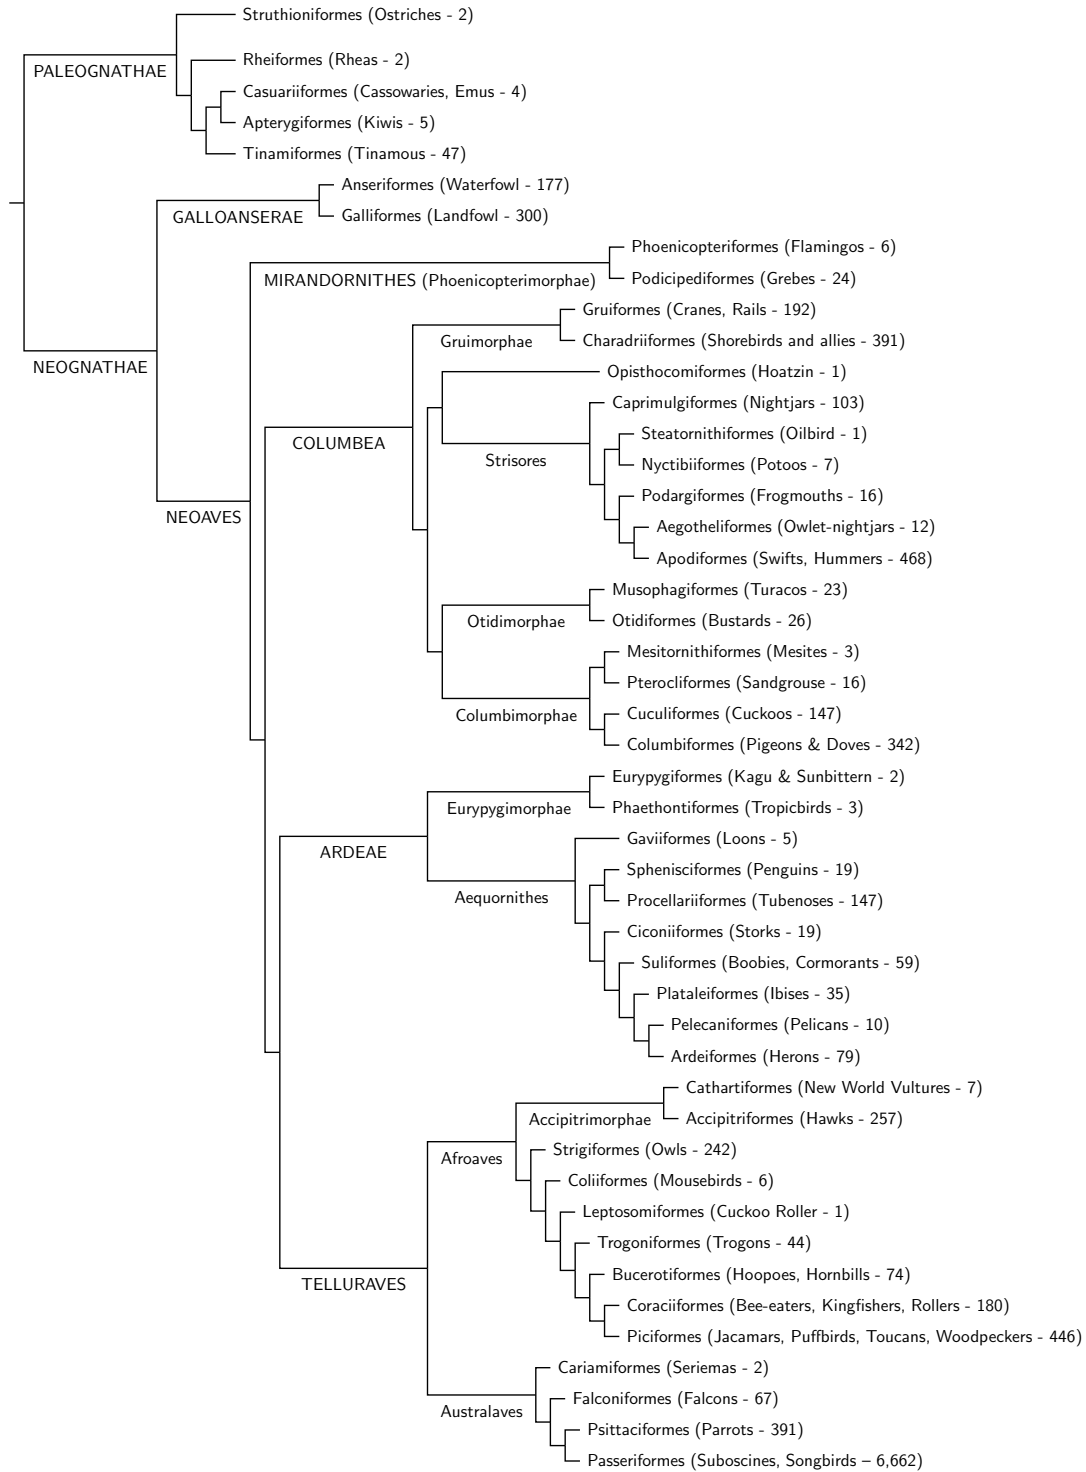 Struthioniformes (Ostriches - 2)
Rheiformes (Rheas - 2)
PALEOGNATHAE
Casuariiformes (Cassowaries, Emus - 4)
Apterygiformes (Kiwis - 5)
Tinamiformes (Tinamous - 47)
Anseriformes (Waterfowl - 177)
GALLOANSERAE
Galliformes (Landfowl - 300)
Phoenicopteriformes (Flamingos - 6)
MIRANDORNITHES (Phoenicopterimorphae)
Podicipediformes (Grebes - 24)
Gruiformes (Cranes, Rails - 192)
Gruimorphae
Charadriiformes (Shorebirds and allies - 391)
NEOGNATHAE
Opisthocomiformes (Hoatzin - 1)
Caprimulgiformes (Nightjars - 103)
COLUMBEA
Steatornithiformes (Oilbird - 1)
Strisores
Nyctibiiformes (Potoos - 7)
Podargiformes (Frogmouths - 16)
NEOAVES
Aegotheliformes (Owlet-nightjars - 12)
Apodiformes (Swifts, Hummers - 468)
Musophagiformes (Turacos - 23)
Otidimorphae
Otidiformes (Bustards - 26)
Mesitornithiformes (Mesites - 3)
Pterocliformes (Sandgrouse - 16)
Columbimorphae
Cuculiformes (Cuckoos - 147)
Columbiformes (Pigeons & Doves - 342)
Eurypygiformes (Kagu & Sunbittern - 2)
Eurypygimorphae
Phaethontiformes (Tropicbirds - 3)
Gaviiformes (Loons - 5)
ARDEAE
Sphenisciformes (Penguins - 19)
Aequornithes
Procellariiformes (Tubenoses - 147)
Ciconiiformes (Storks - 19)
Suliformes (Boobies, Cormorants - 59)
Plataleiformes (Ibises - 35)
Pelecaniformes (Pelicans - 10)
Ardeiformes (Herons - 79)
Cathartiformes (New World Vultures - 7)
Accipitrimorphae
Accipitriformes (Hawks - 257)
Strigiformes (Owls - 242)
Afroaves
Coliiformes (Mousebirds - 6)
Leptosomiformes (Cuckoo Roller - 1)
Trogoniformes (Trogons - 44)
Bucerotiformes (Hoopoes, Hornbills - 74)
TELLURAVES
Coraciiformes (Bee-eaters, Kingfishers, Rollers - 180)
Piciformes (Jacamars, Puffbirds, Toucans, Woodpeckers - 446)
Cariamiformes (Seriemas - 2)
Falconiformes (Falcons - 67)
Australaves
Psittaciformes (Parrots - 391)
Passeriformes (Suboscines, Songbirds – 6,662)